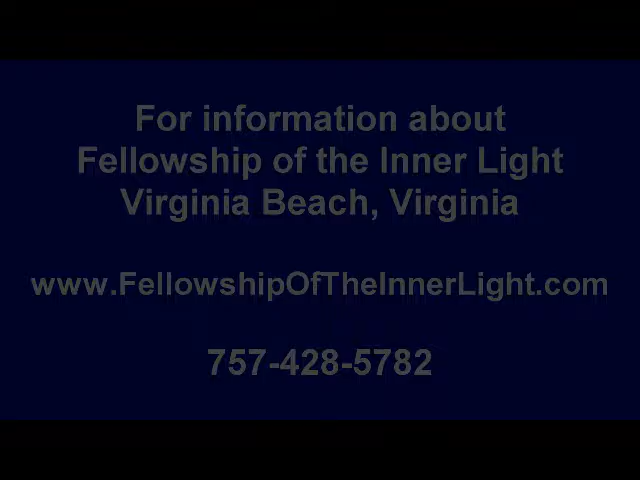 For information about
Fellowship of the Inner Light
Virginia Beach, Virginia
www.FellowshipOfTheInnerLight.com
757-428-5782